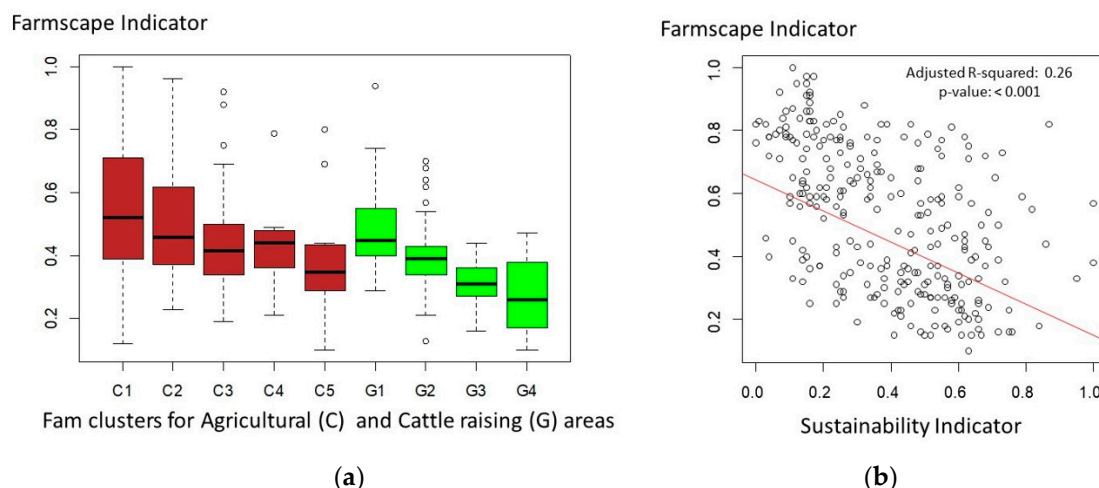 Farmscape Indicator
1.0
0.8
0.6
0.4
0.2
C1 C2 C3 C4 C5 G1 G2 G3 G4
Fam clusters for Agricultural (C) and Cattle raising (G) areas
(a)
Farmscape Indicator
Adjusted R-squared: 0.26
p-value: < 0.001
1.0
0.8
0.6
0.4
0.2
0.0 0.2 0.4 0.6 0.8 1.0
Sustainability Indicator
(b)